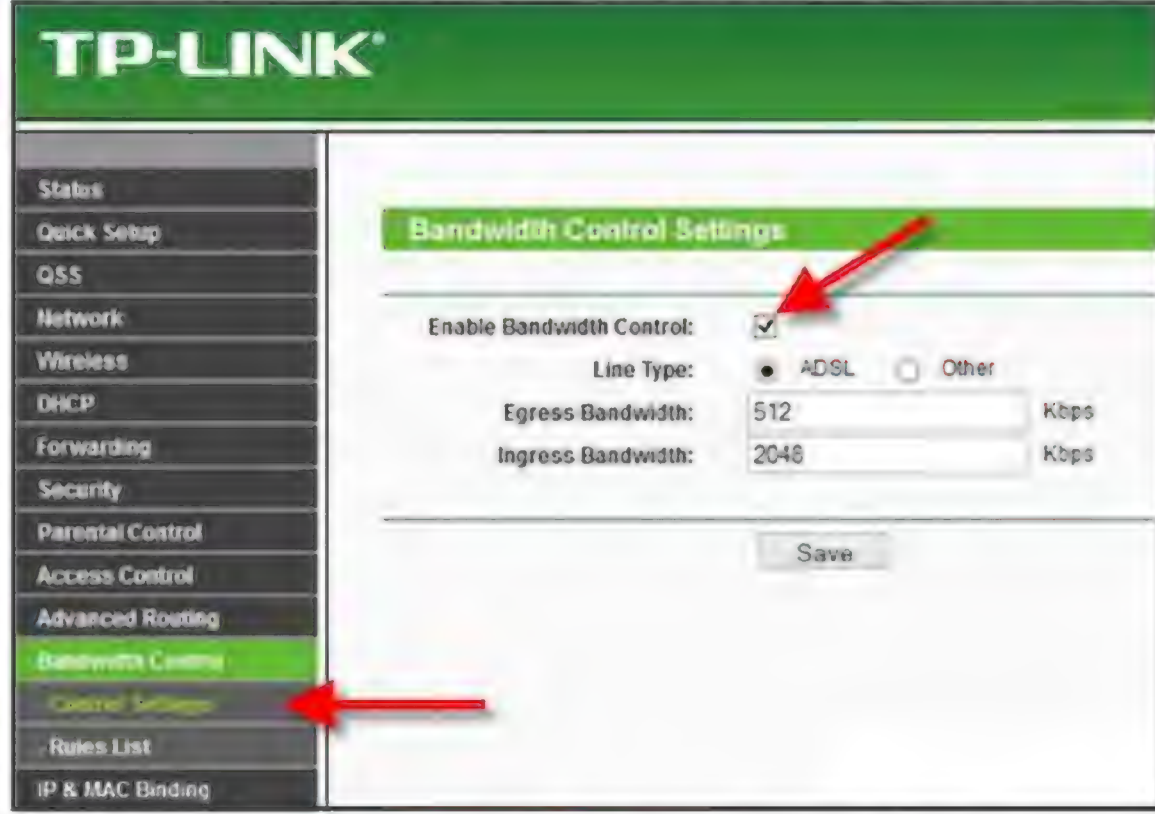 TP-LINK®
Status
Quick Setup
QSS
Network
Wireless
DHCP
Forwarding
Security
Parental Control
Access Control
Advanced Routing
Bandwidth Control
- Control Settings
- Rules List
IP & MAC Binding
Bandwidth Control Settings
Enable Bandwidth Control:
Line Type: ADSL Other
Egress Bandwidth: 512 Kbps
Ingress Bandwidth: 2048 Kbps
Save